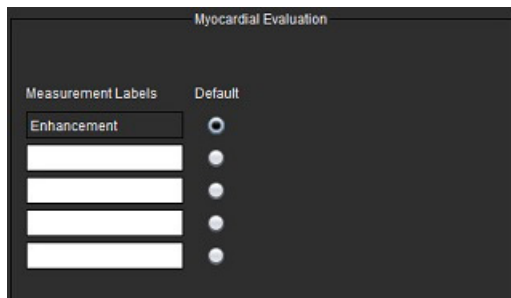 Myocardial Evaluation
Measurement Labels Default
Enhancement